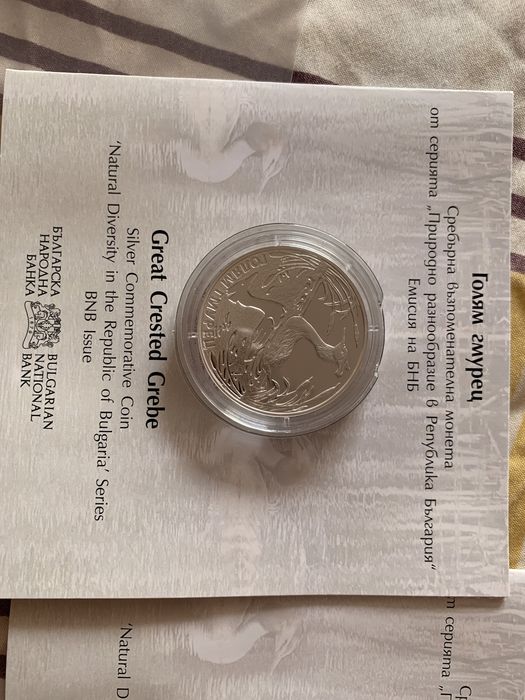 Голям гмурец
Сребърна възпоменателна монета
от серията „Природно разнообразие в Република България“
Емисия на БНБ
ГОЛЯМ ГМУРЕЦ
Great Crested Grebe
Silver Commemorative Coin
'Natural Diversity in the Republic of Bulgaria' Series
BNB Issue
БЪЛГАРСКА
НАРОДНА
БАНКА
BULGARIAN
NATIONAL
BANK
от серията „П
'Natural D